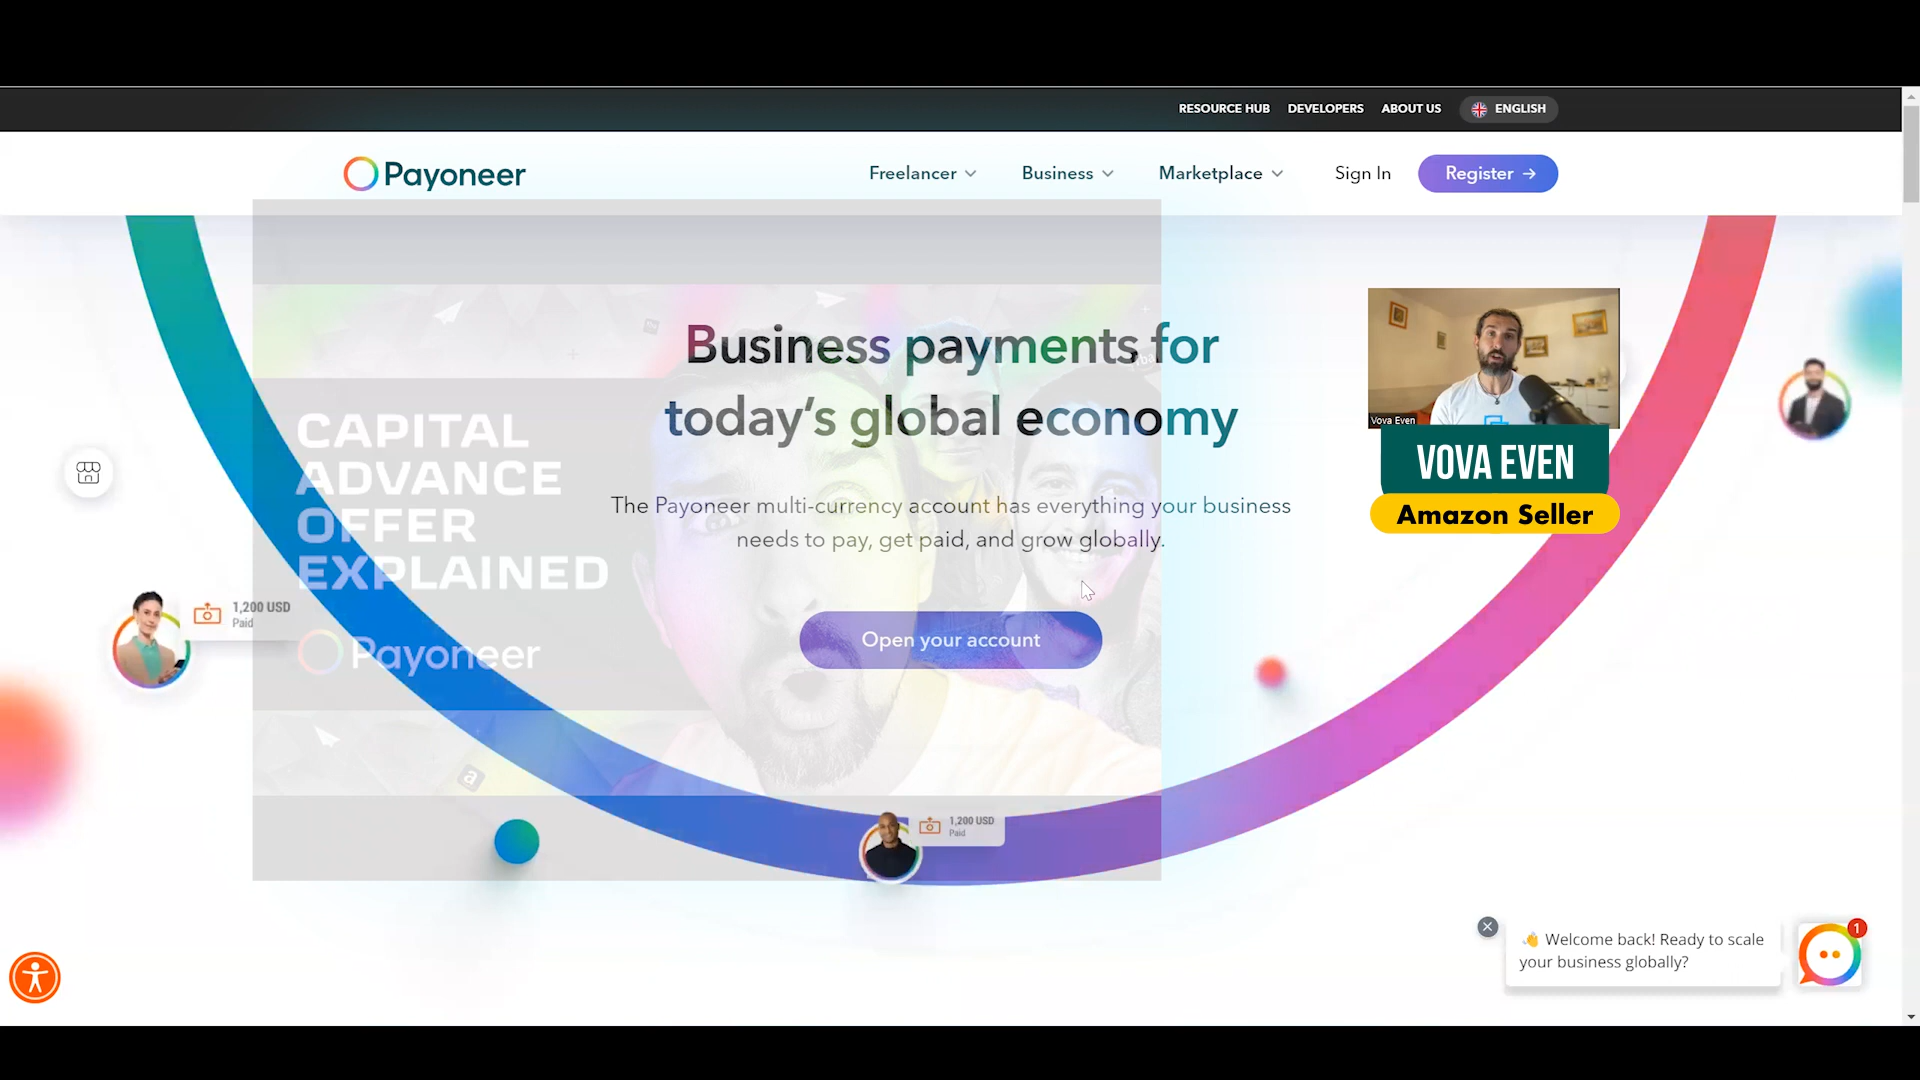 RESOURCE HUB DEVELOPERS ABOUT US ENGLISH
Payoneer Freelancer Business Marketplace Sign In Register →
Business payments for
today‘s global economy
The Payoneer multi-currency account has everything your business
needs to pay, get paid, and grow globally.
Open your account
CAPITAL
ADVANCE
OFFER
EXPLAINED
Payoneer
Vova Even
VOVA EVEN
Amazon Seller
1,200 USD
Paid
1,200 USD
Paid
👋 Welcome back! Ready to scale
your business globally?
1
a